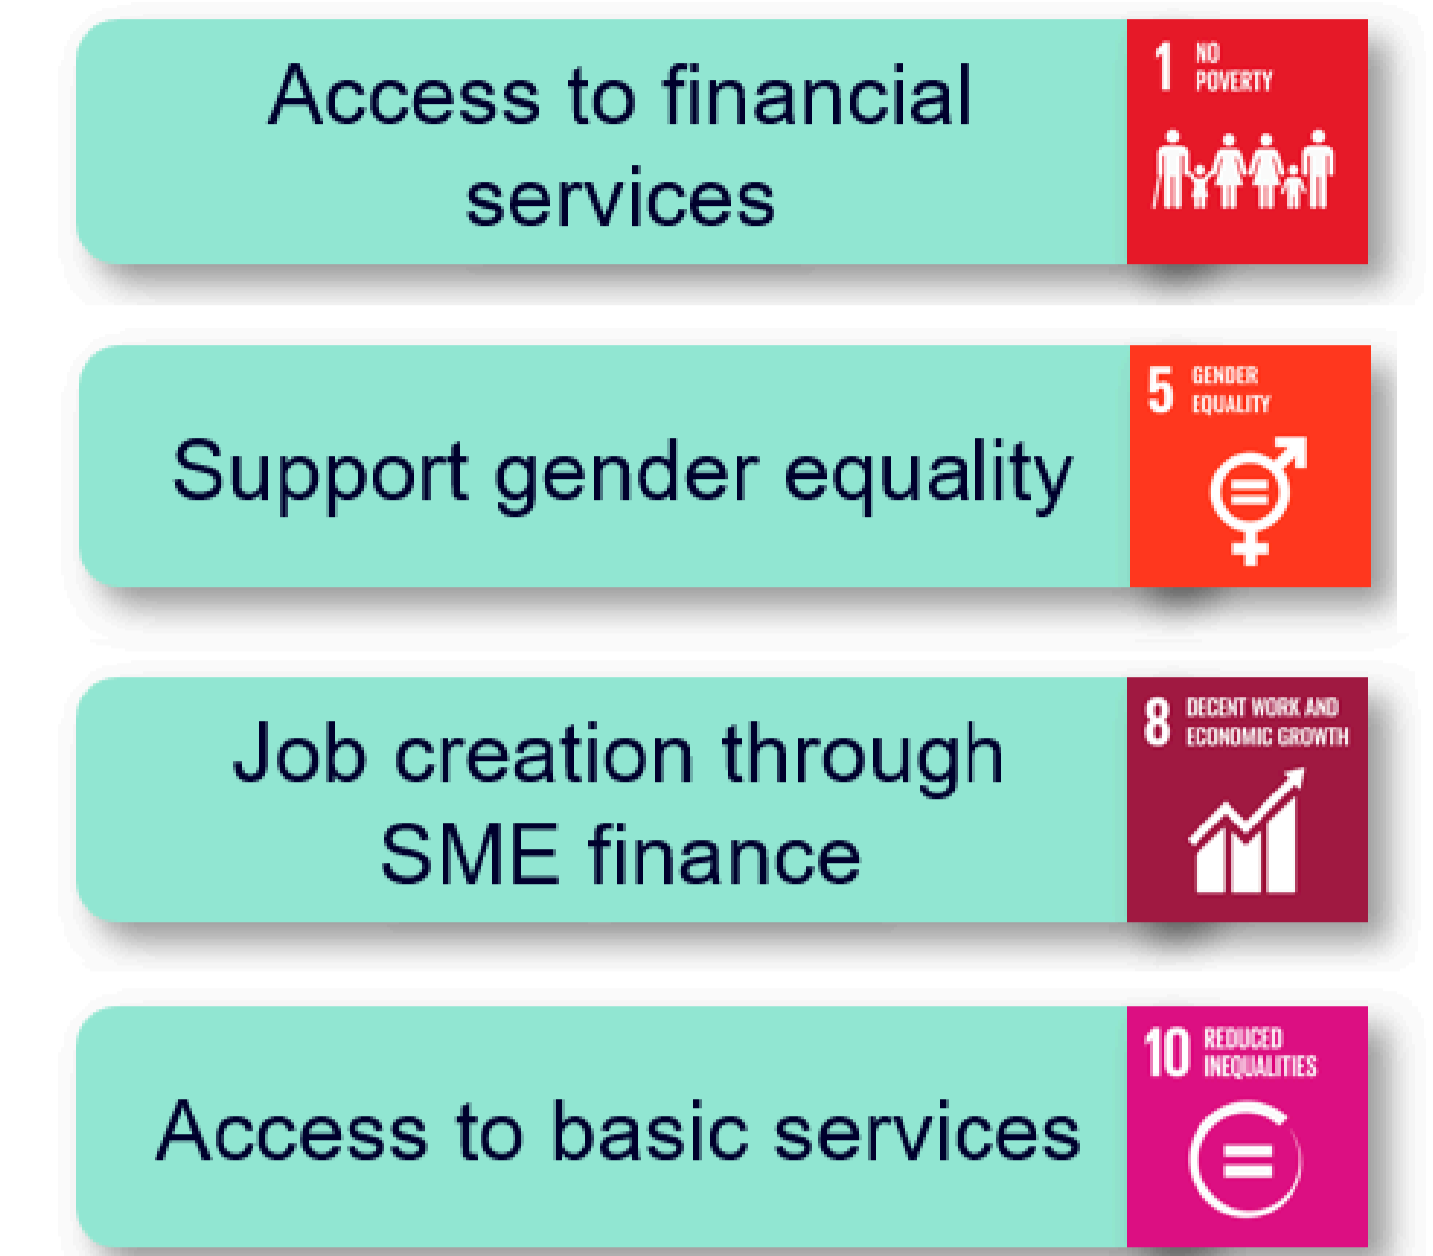 Access to financial
services
1 NO
POVERTY
Support gender equality
5 GENDER
EQUALITY
Job creation through
SME finance
8 DECENT WORK AND
ECONOMIC GROWTH
Access to basic services
10 REDUCED
INEQUALITIES